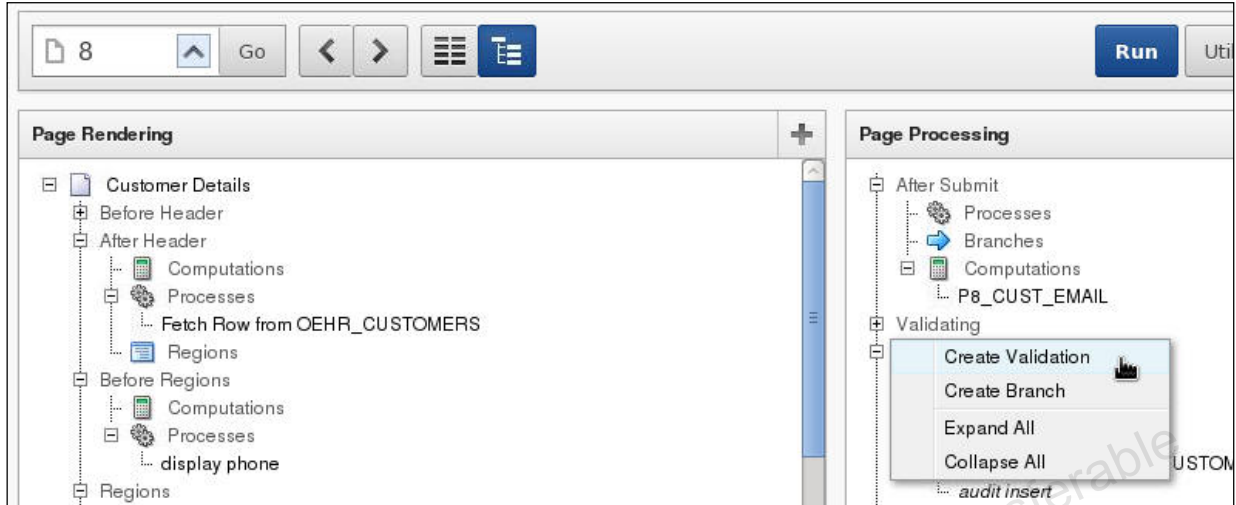 8
Go
Run
Util
Page Rendering
Page Processing
Customer Details
Before Header
After Header
Computations
Processes
Fetch Row from OEHR_CUSTOMERS
Regions
Before Regions
Computations
Processes
display phone
Regions
After Submit
Processes
Branches
Computations
P8_CUST_EMAIL
Validating
Create Validation
Create Branch
Expand All
Collapse All
USTOM
audit insert
ferable